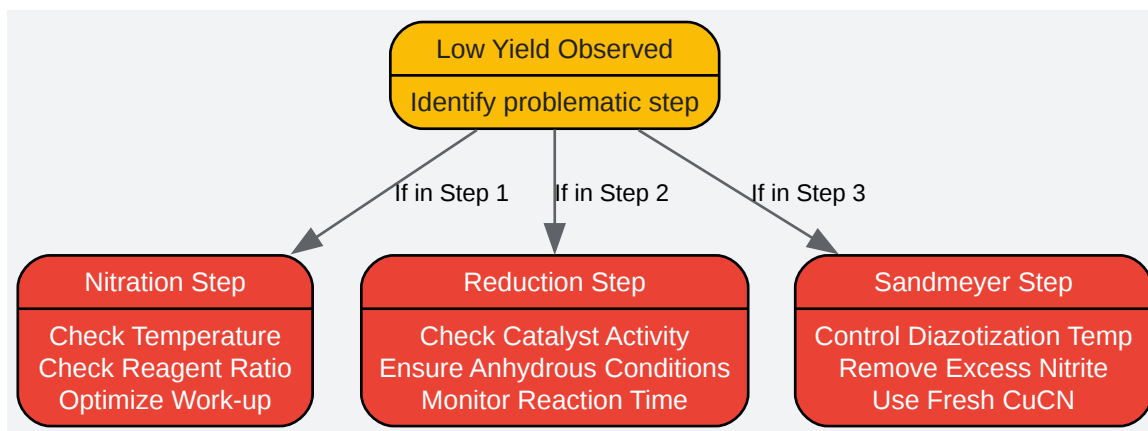 Low Yield Observed
Identify problematic step
If in Step 1
If in Step 2
If in Step 3
Nitration Step
Check Temperature
Check Reagent Ratio
Optimize Work-up
Reduction Step
Check Catalyst Activity
Ensure Anhydrous Conditions
Monitor Reaction Time
Sandmeyer Step
Control Diazotization Temp
Remove Excess Nitrite
Use Fresh CuCN